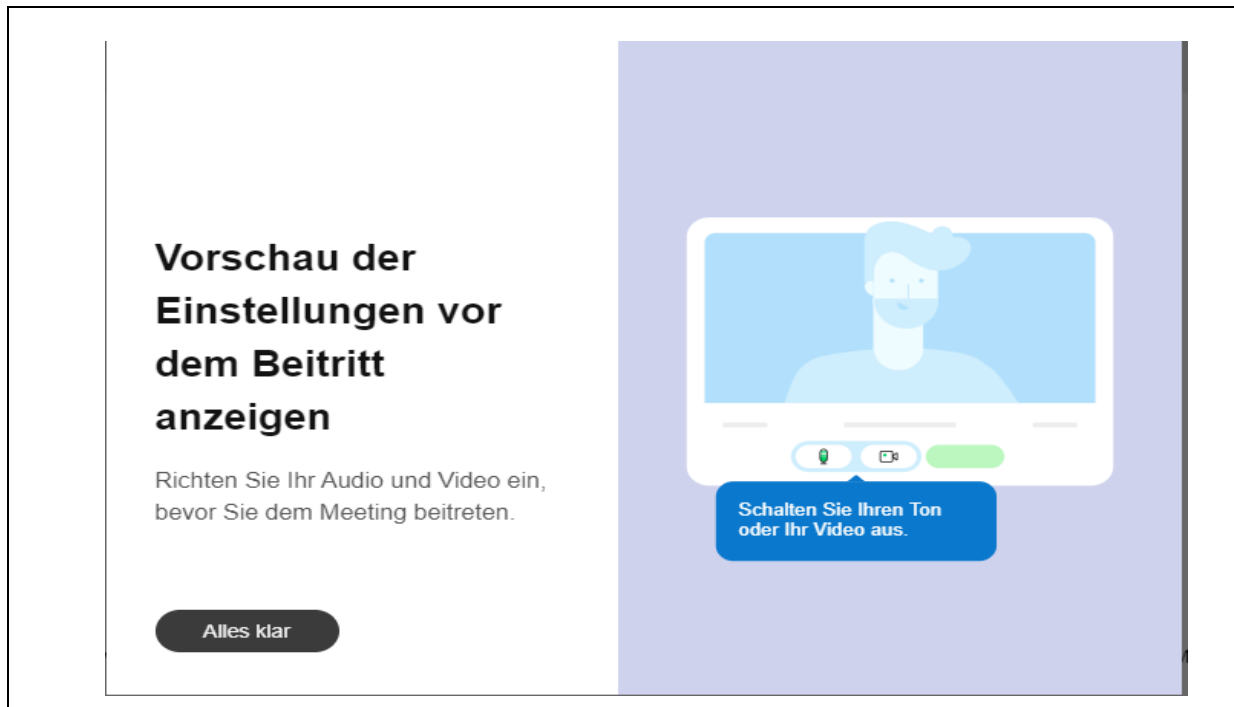 Vorschau der
Einstellungen vor
dem Beitritt
anzeigen
Richten Sie Ihr Audio und Video ein,
bevor Sie dem Meeting beitreten.
Alles klar
Schalten Sie Ihren Ton
oder Ihr Video aus.